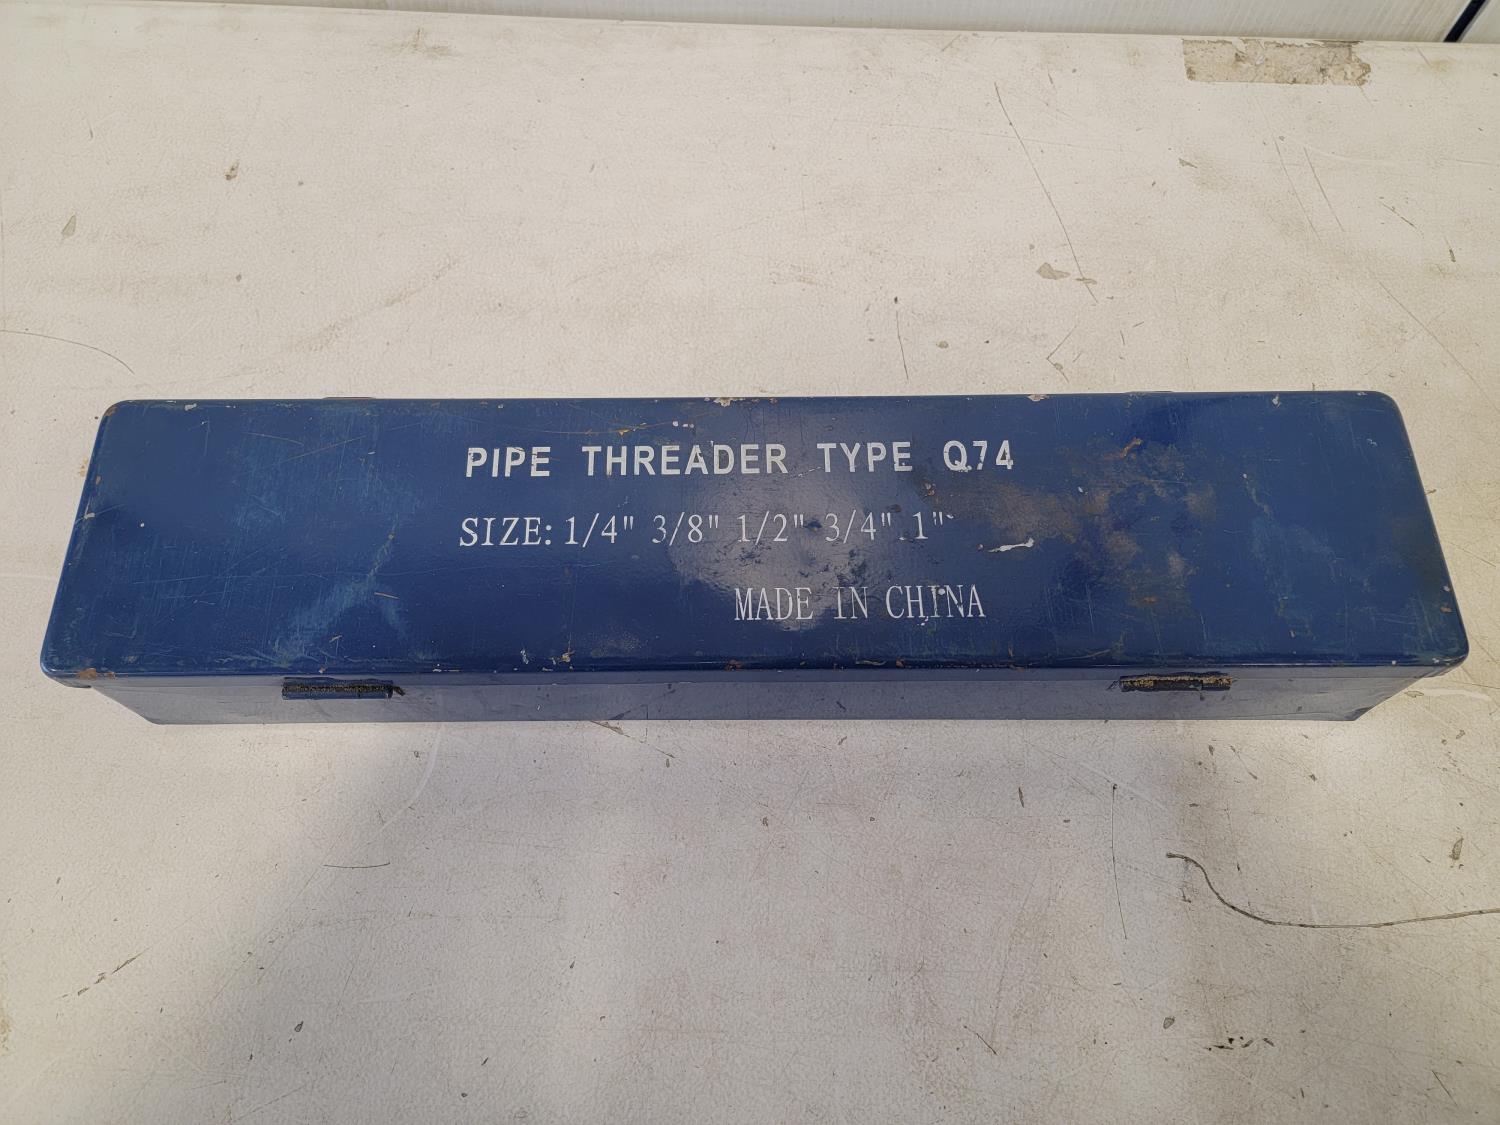 PIPE THREADER TYPE Q74
SIZE: 1/4" 3/8" 1/2" 3/4" 1"
MADE IN CHINA